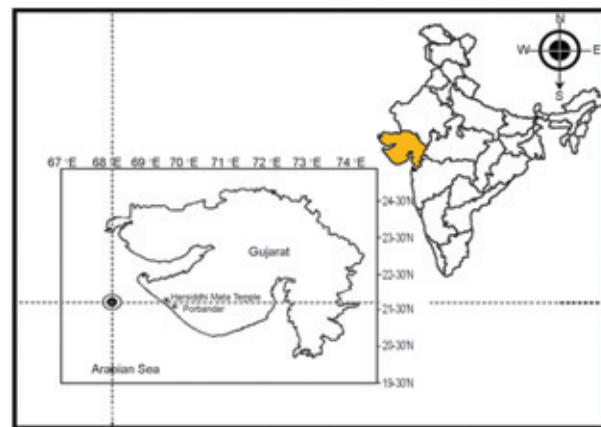 N
W E
S
67 °E 68 °E 69 °E 70 °E 71 °E 72 °E 73 °E 74 °E
24-30N
23-30N
Gujarat
22-30N
Harsiddhi Mata Temple
21-30N
Porbandar
20-30N
Arabian Sea
19-30N